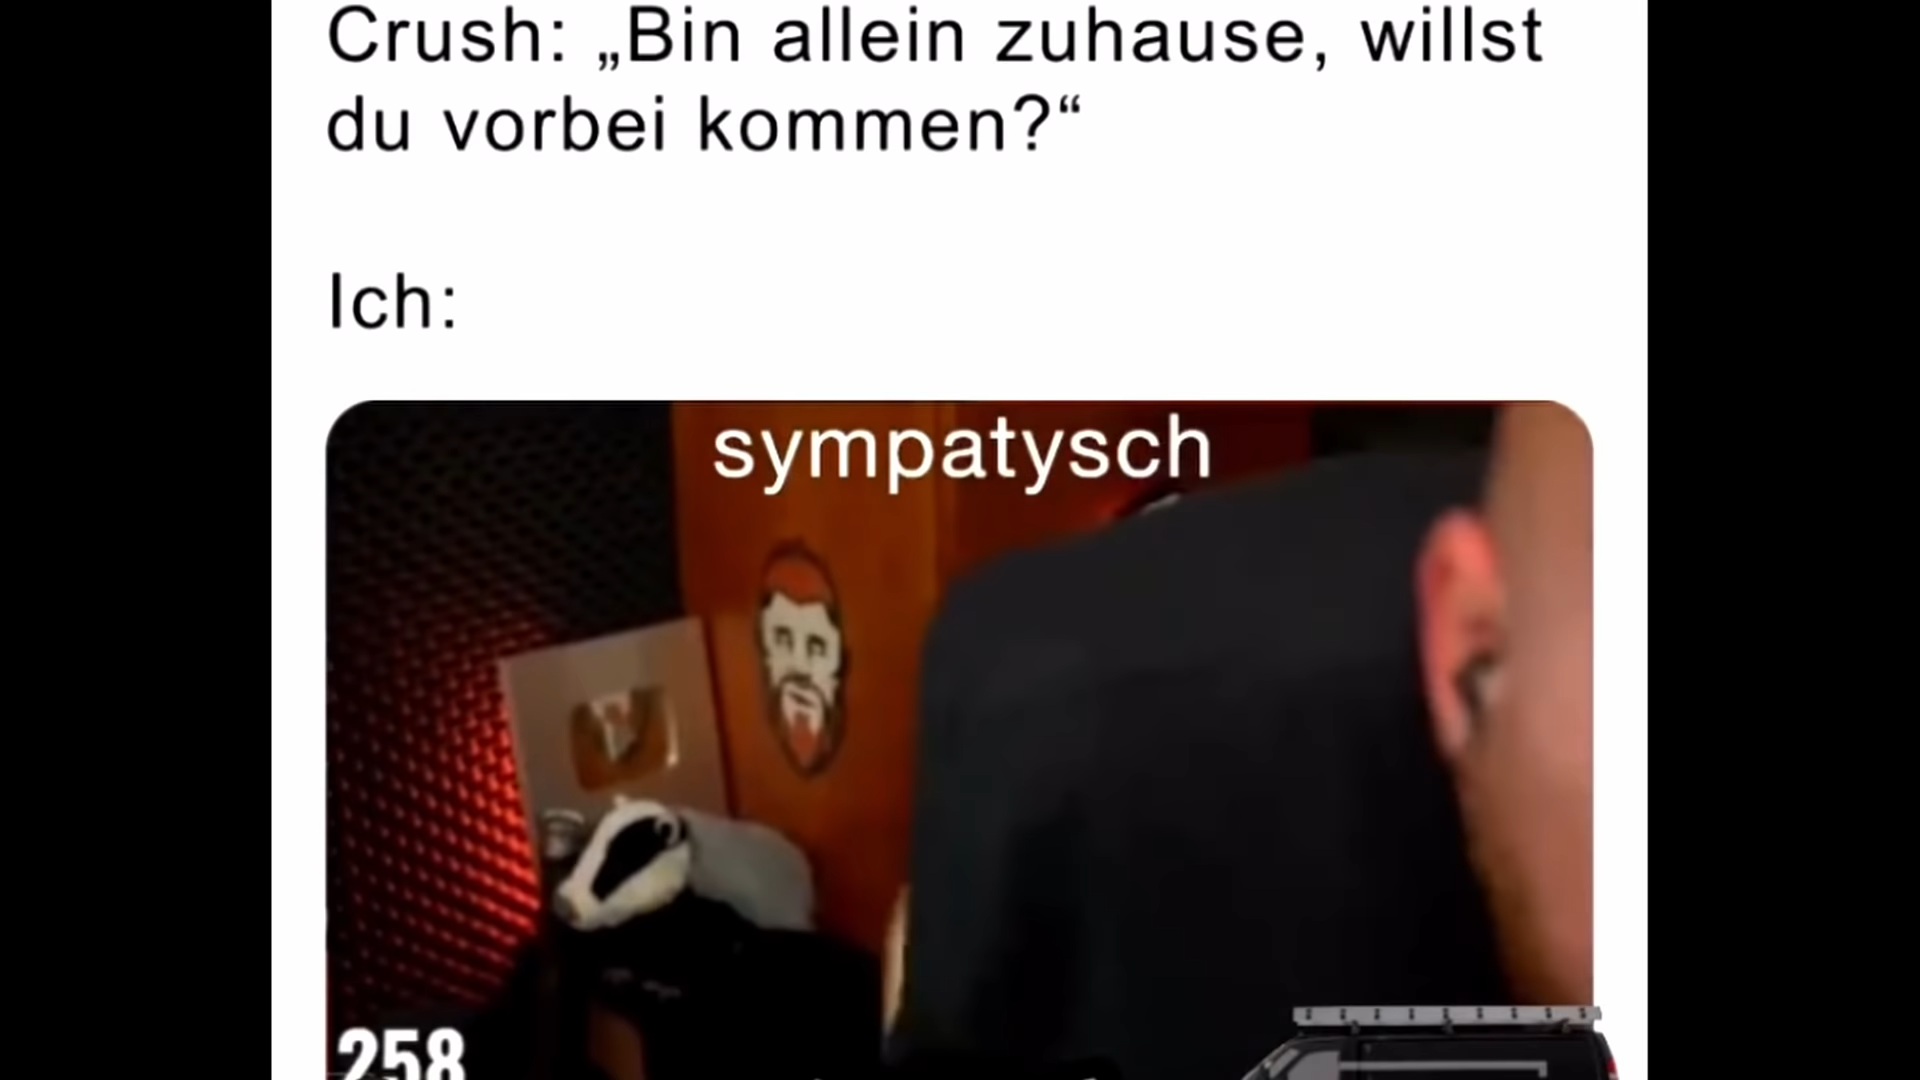 Crush: „Bin allein zuhause, willst
du vorbei kommen?“
Ich:
sympatysch
258